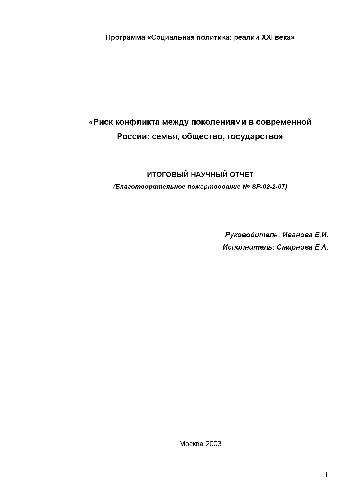 Программа «Социальная политика: реалии XXI века»
«Риск конфликта между поколениями в современной
России: семья, общество, государство»
ИТОГОВЫЙ НАУЧНЫЙ ОТЧЕТ
(Благотворительное пожертвование № SP-02-2-07)
Руководитель: Иванова Е.И.
Исполнитель: Смирнова Е.А.
Москва 2003
1